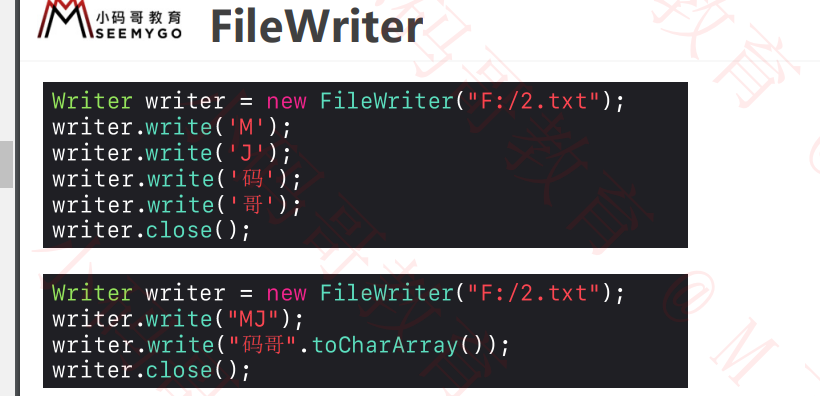 小码哥教育
SEEMYGO
FileWriter
Writer writer = new FileWriter("F:/2.txt");
writer.write('M');
writer.write('J');
writer.write('码');
writer.write('哥');
writer.close();
Writer writer = new FileWriter("F:/2.txt");
writer.write("MJ");
writer.write("码哥".toCharArray());
writer.close();